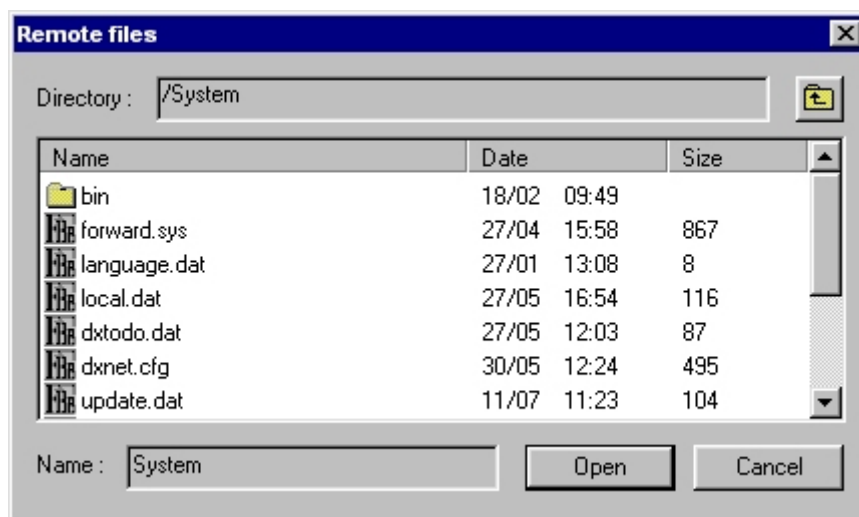 Remote files
Directory : /System
Name Date Size
bin 18/02 09:49
forward.sys 27/04 15:58 867
language.dat 27/01 13:08 8
local.dat 27/05 16:54 116
dxtodo.dat 27/05 12:03 87
dxnet.cfg 30/05 12:24 495
update.dat 11/07 11:23 104
Name : System Open Cancel